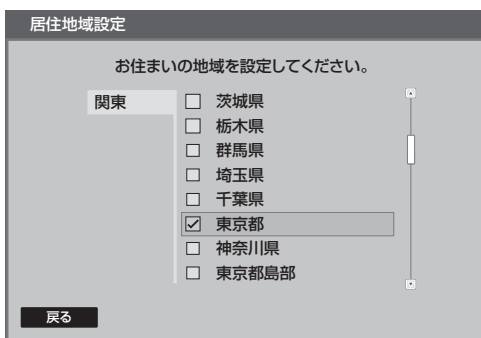 居住地域設定
お住まいの地域を設定してください。
関東
茨城県
栃木県
群馬県
埼玉県
千葉県
東京都
神奈川県
東京都島部
戻る